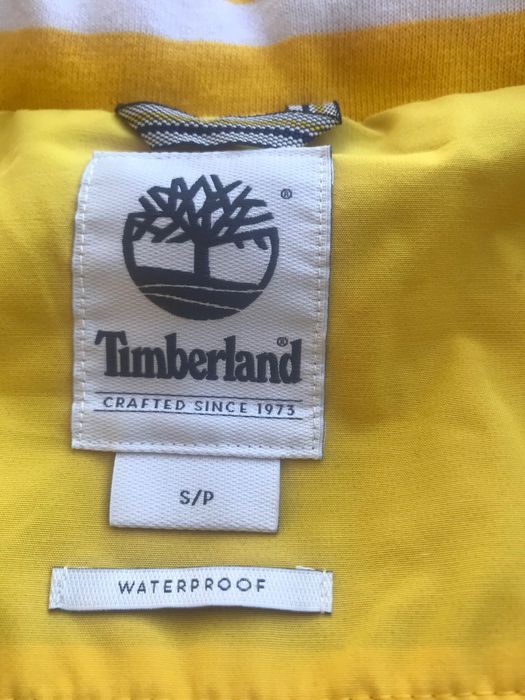 ®
Timberland®
CRAFTED SINCE 1973
S/P
WATERPROOF